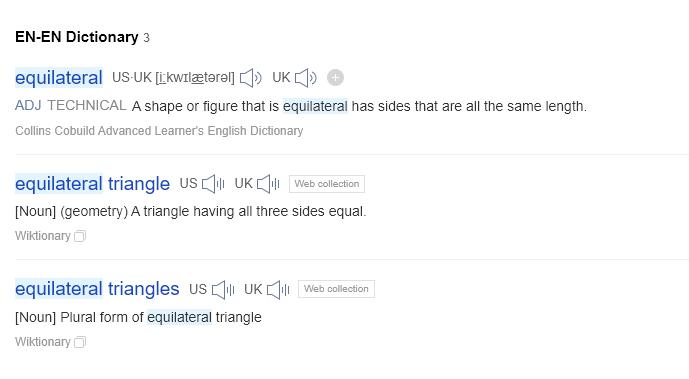 EN-EN Dictionary 3
equilateral US·UK [i:kwɪlætərəl] UK
ADJ TECHNICAL A shape or figure that is equilateral has sides that are all the same length.
Collins Cobuild Advanced Learner's English Dictionary
equilateral triangle US UK Web collection
[Noun] (geometry) A triangle having all three sides equal.
Wiktionary
equilateral triangles US UK Web collection
[Noun] Plural form of equilateral triangle
Wiktionary